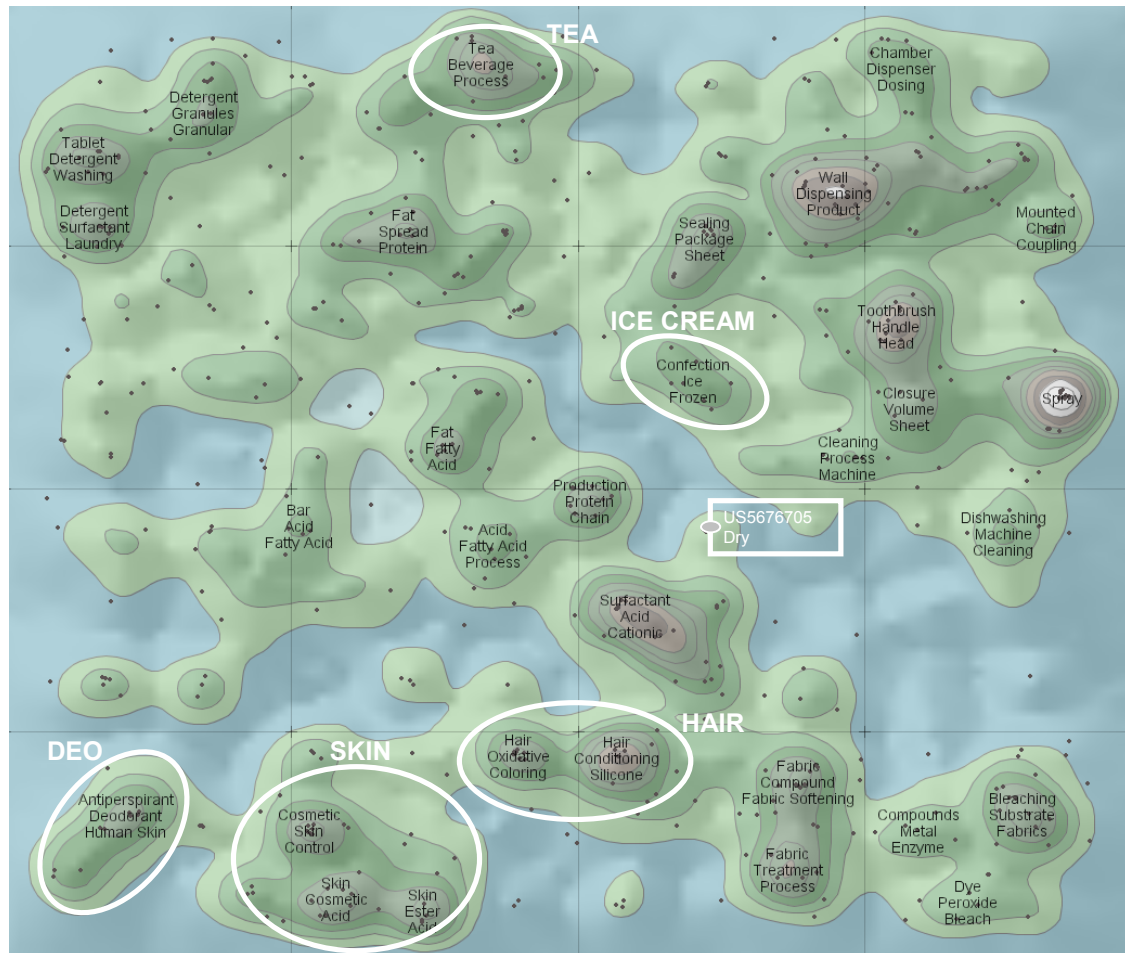 TEA
Tea
Beverage
Process
Chamber
Dispenser
Dosing
Detergent
Granules
Granular
Tablet
Detergent
Washing
Detergent
Surfactant
Laundry
Fat
Spread
Protein
Sealing
Package
Sheet
Wall
Dispensing
Product
Mounted
Chain
Coupling
ICE CREAM
Confection
Ice
Frozen
Toothbrush
Handle
Head
Closure
Volume
Sheet
Spray
Fat
Fatty
Acid
Cleaning
Process
Machine
Production
Protein
Chain
Bar
Acid
Fatty Acid
Acid
Fatty Acid
Process
US5676705
Dry
Dishwashing
Machine
Cleaning
Surfactant
Acid
Cationic
HAIR
Hair
Oxidative
Coloring
Hair
Conditioning
Silicone
DEO
Antiperspirant
Deodorant
Human Skin
SKIN
Cosmetic
Skin
Control
Skin
Cosmetic
Acid
Skin
Ester
Acid
Fabric
Compound
Fabric Softening
Fabric
Treatment
Process
Compounds
Metal
Enzyme
Bleaching
Substrate
Fabrics
Dye
Peroxide
Bleach